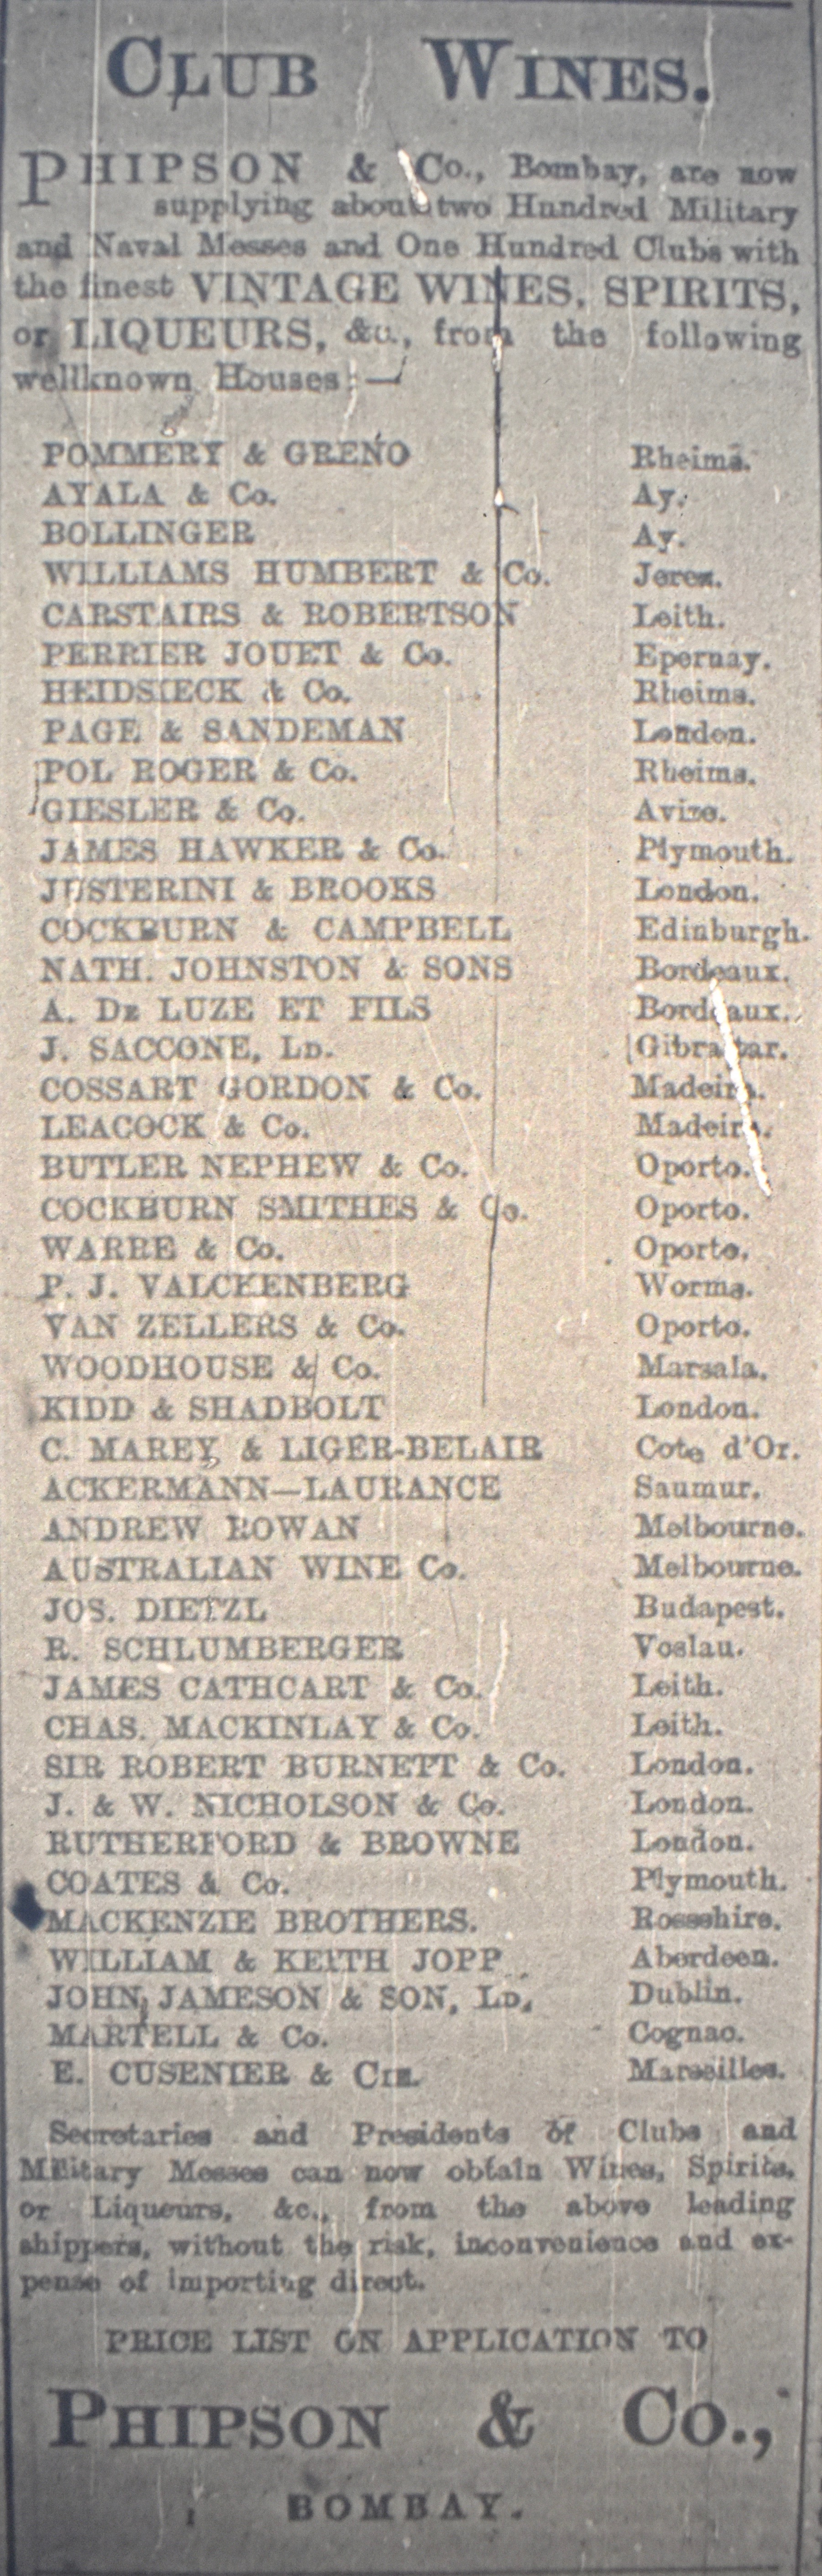 CLUB WINES.
PHIPSON & Co., Bombay, are now
supplying about two Hundred Military
and Naval Messes and One Hundred Clubs with
the finest VINTAGE WINES, SPIRITS,
or LIQUEURS, &c., from the following
wellknown Houses:—
POMMERY & GRENO Rheims.
AYALA & Co. Ay.
BOLLINGER Ay.
WILLIAMS HUMBERT & Co. Jerez.
CARSTAIRS & ROBERTSON Leith.
PERRIER JOUET & Co. Epernay.
HEIDSIECK & Co. Rheims.
PAGE & SANDEMAN London.
POL ROGER & Co. Rheims.
GIESLER & Co. Avize.
JAMES HAWKER & Co. Plymouth.
JUSTERINI & BROOKS London.
COCKBURN & CAMPBELL Edinburgh.
NATH. JOHNSTON & SONS Bordeaux.
A. DE LUZE ET FILS Bordeaux.
J. SACCONE, LD. Gibraltar.
COSSART GORDON & Co. Madeira.
LEACOCK & Co. Madeira.
BUTLER NEPHEW & Co. Oporto.
COCKBURN SMITHES & Co. Oporto.
WARRE & Co. Oporto.
P. J. VALCKENBERG Worms.
VAN ZELLERS & Co. Oporto.
WOODHOUSE & Co. Marsala.
KIDD & SHADBOLT London.
C. MAREY & LIGER-BELAIR Cote d'Or.
ACKERMANN—LAURANCE Saumur.
ANDREW ROWAN Melbourne.
AUSTRALIAN WINE Co. Melbourne.
JOS. DIETZL Budapest.
R. SCHLUMBERGER Voslau.
JAMES CATHCART & Co. Leith.
CHAS. MACKINLAY & Co. Leith.
SIR ROBERT BURNETT & Co. London.
J. & W. NICHOLSON & Co. London.
RUTHERFORD & BROWNE London.
COATES & Co. Plymouth.
MACKENZIE BROTHERS. Rossshire.
WILLIAM & KEITH JOPP Aberdeen.
JOHN JAMESON & SON, LD. Dublin.
MARTELL & Co. Cognac.
E. CUSENIER & CIE. Marseilles.
Secretaries and Presidents of Clubs and
Military Messes can now obtain Wines, Spirits,
or Liqueurs, &c., from the above leading
shippers, without the risk, inconvenience and ex-
pense of importing direct.
PRICE LIST ON APPLICATION TO
PHIPSON & Co.,
BOMBAY.